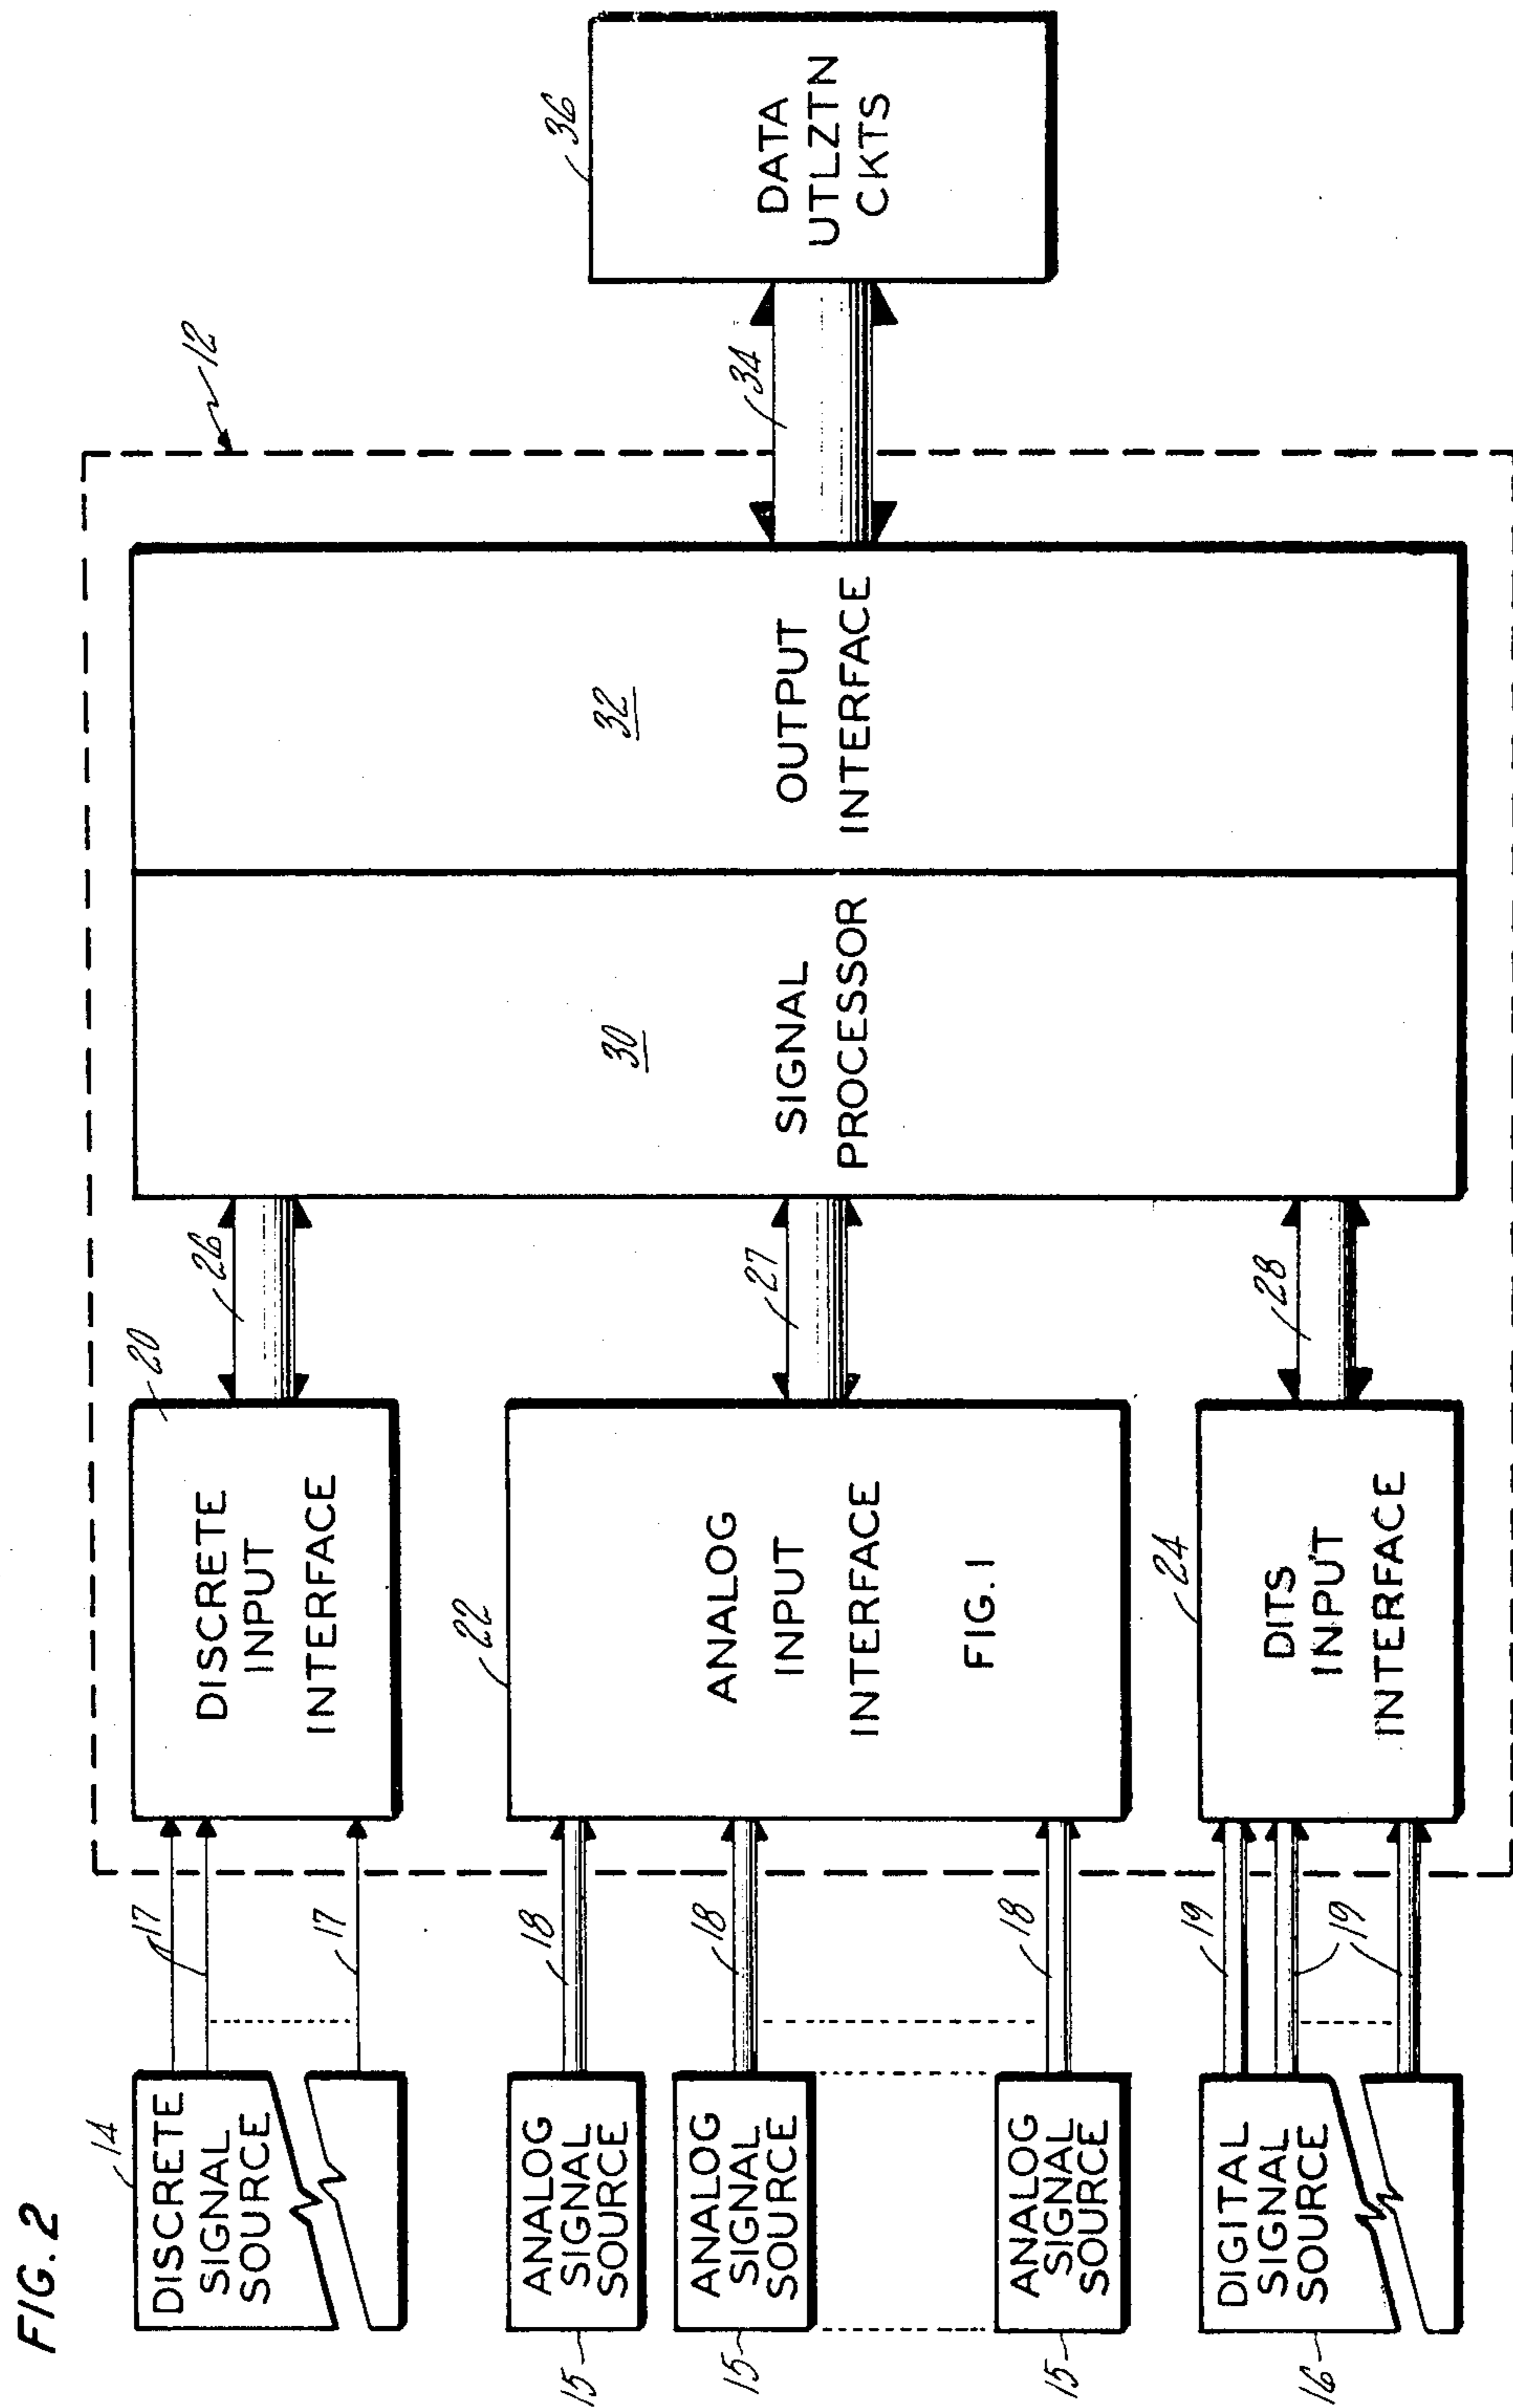 FIG. 2
14
DISCRETE
SIGNAL
SOURCE
17
17
20
DISCRETE
INPUT
INTERFACE
26
12
15
ANALOG
SIGNAL
SOURCE
18
15
ANALOG
SIGNAL
SOURCE
18
15
ANALOG
SIGNAL
SOURCE
18
22
ANALOG
INPUT
INTERFACE
FIG. 1
27
16
DIGITAL
SIGNAL
SOURCE
19
19
24
DITS
INPUT
INTERFACE
28
30
SIGNAL
PROCESSOR
32
OUTPUT
INTERFACE
34
36
DATA
UTLZTN
CKTS